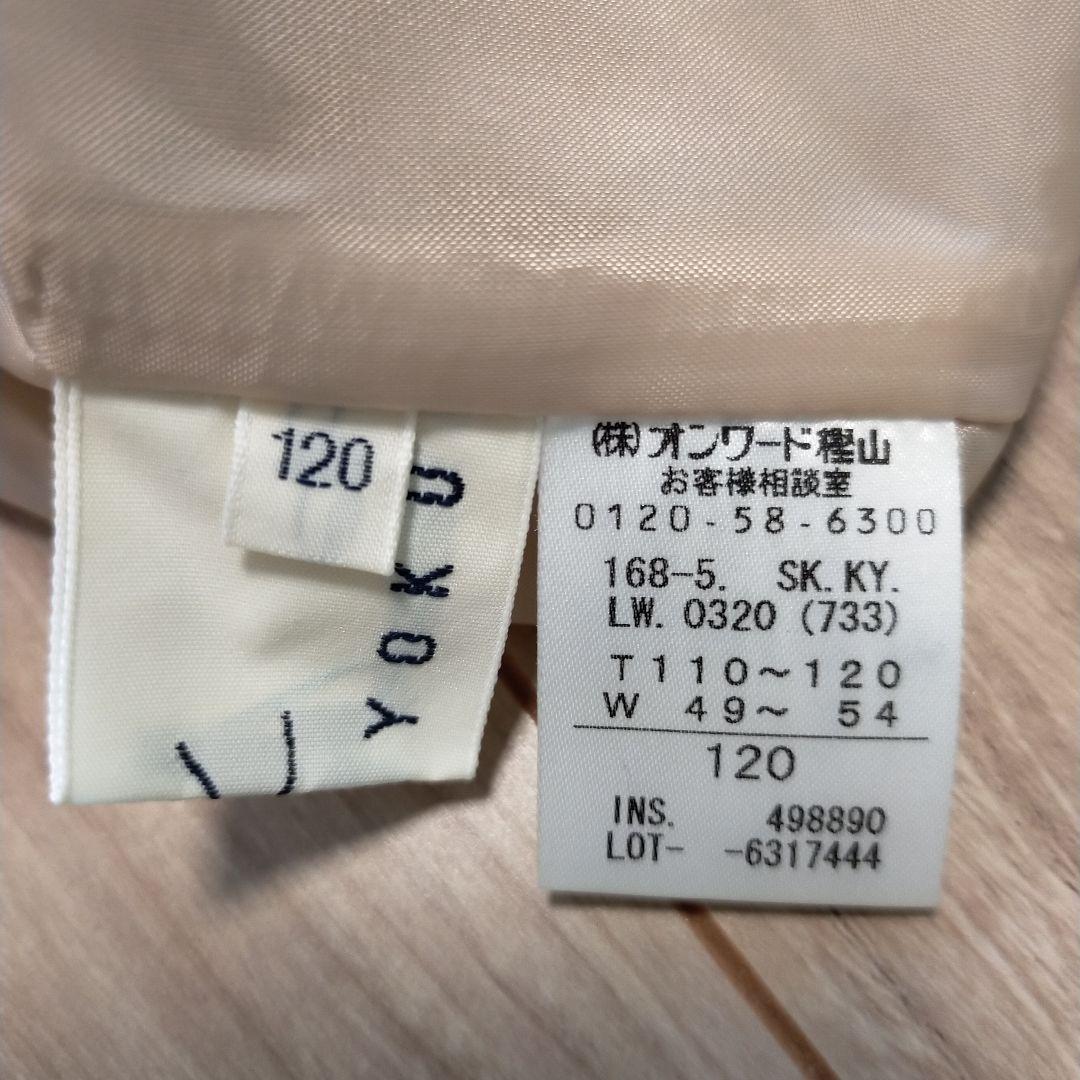 120
YOKU
(株)オンワード樫山
お客様相談室
0120-58-6300
168-5. SK.KY.
LW. 0320 (733)
T110~120
W 49~ 54
120
INS. 498890
LOT- -6317444